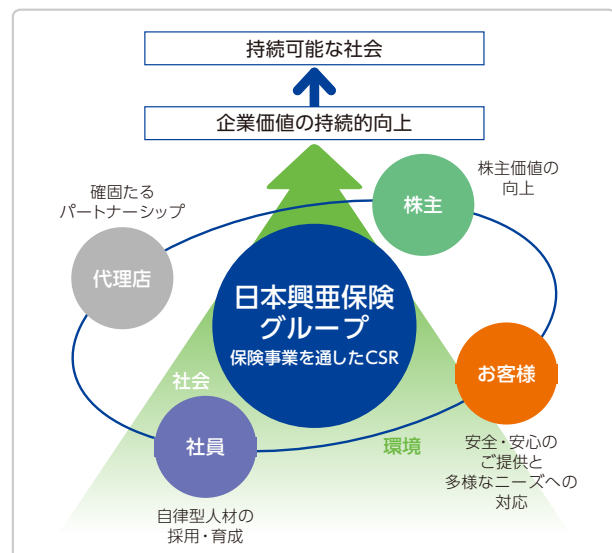 持続可能な社会
企業価値の持続的向上
株主価値の
向上
株主
確固たる
パートナーシップ
代理店
日本興亜保険
グループ
保険事業を通したCSR
お客様
社会
社員
環境
安全・安心の
ご提供と
多様なニーズへの
対応
自律型人材の
採用・育成